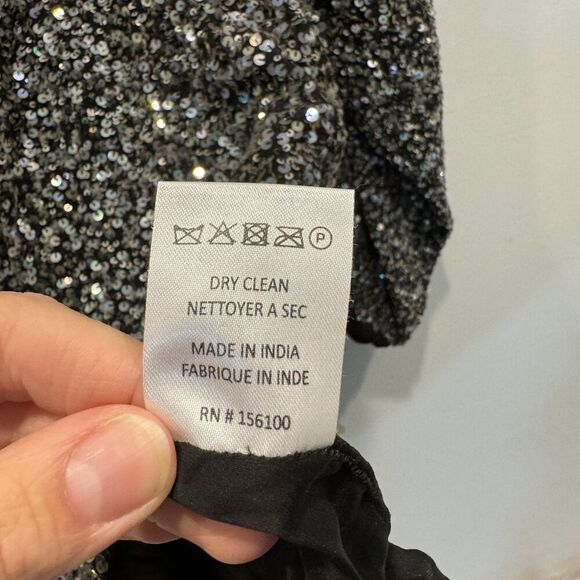 P
DRY CLEAN
NETTOYER A SEC
MADE IN INDIA
FABRIQUE IN INDE
RN # 156100